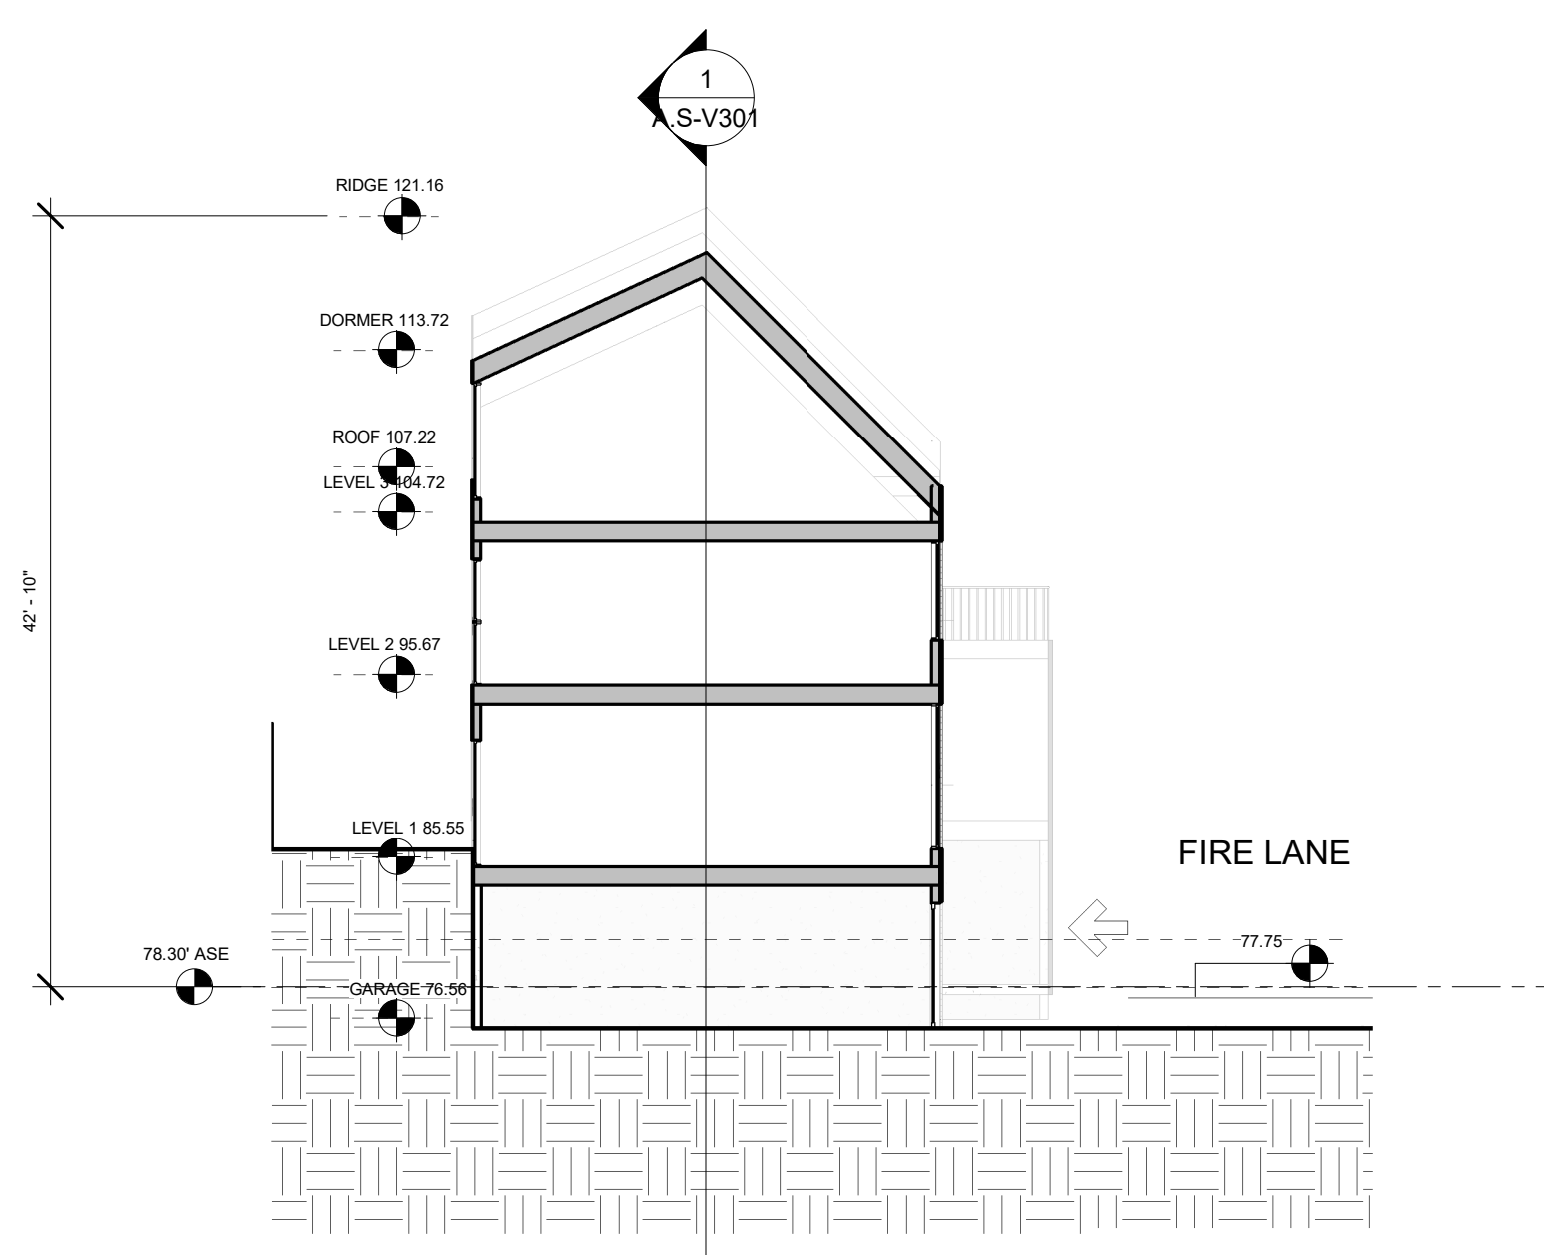 1
A.S-V301
RIDGE 121.16
DORMER 113.72
ROOF 107.22
LEVEL 3 104.72
42' - 10"
LEVEL 2 95.67
LEVEL 1 85.55
FIRE LANE
77.75
78.30' ASE
GARAGE 76.56